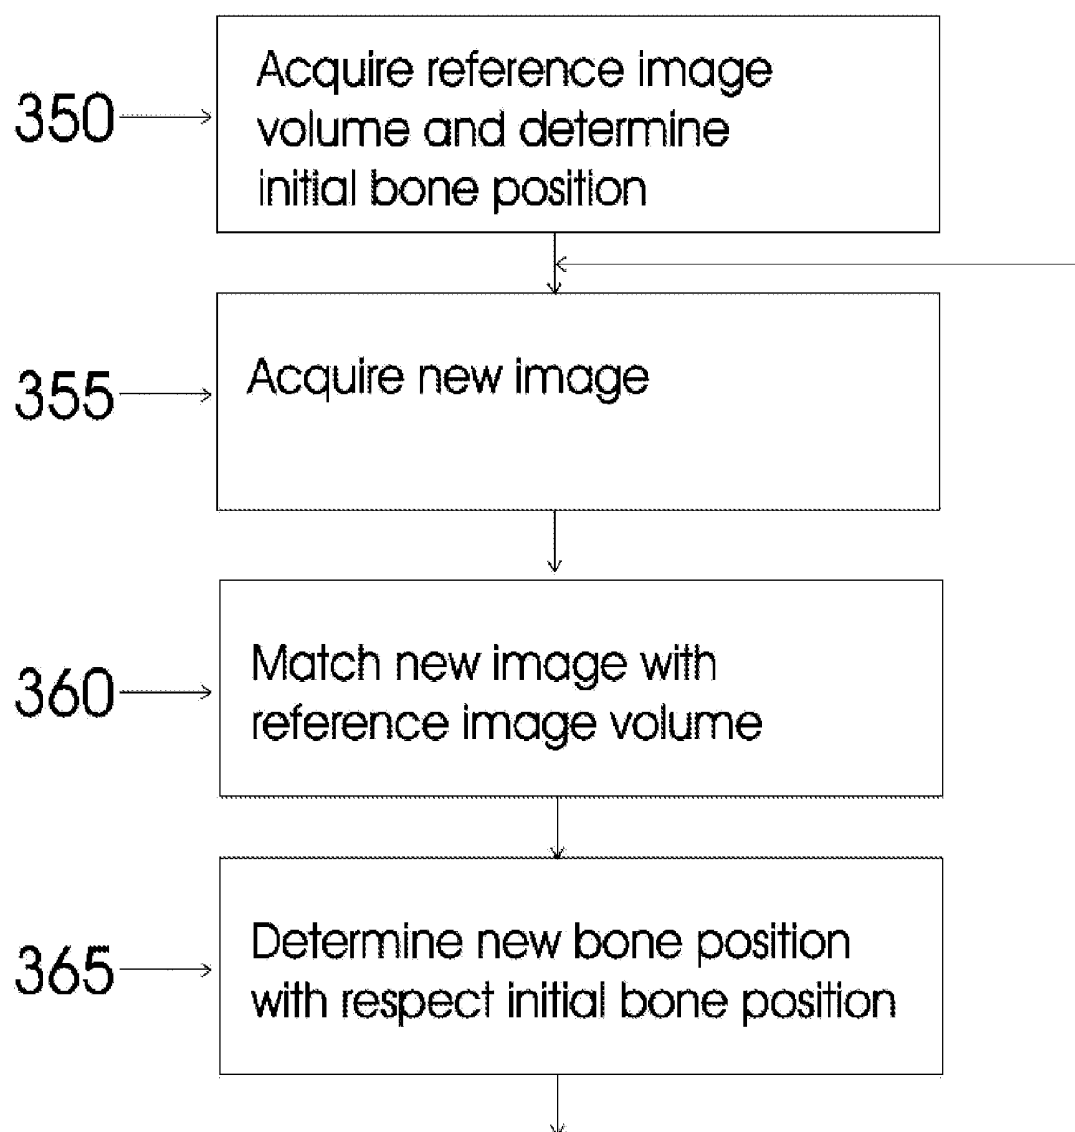 350
Acquire reference image
volume and determine
initial bone position
355
Acquire new image
360
Match new image with
reference image volume
365
Determine new bone position
with respect initial bone position